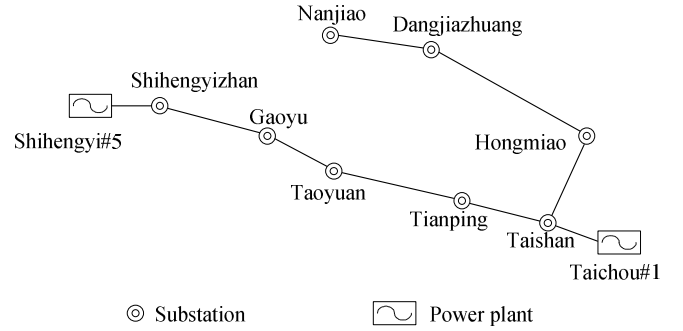 Nanjiao
Dangjiazhuang
Shihengyizhan
Gaoyu
Shihengyi#5
Hongmiao
Taoyuan
Tianping
Taishan
Taichou#1
Substation
Power plant